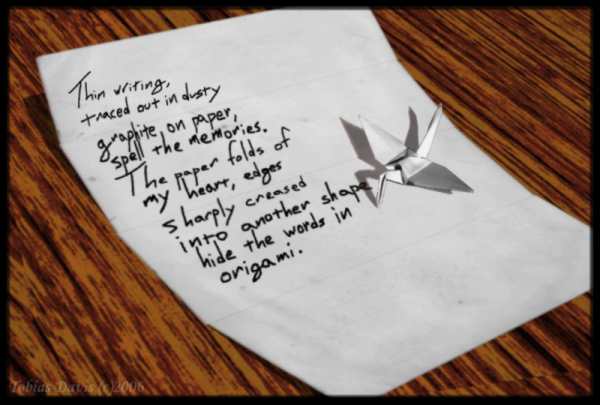 Thin writing,
traced out in dusty
graphite on paper,
spell the memories.
The paper folds of
my heart, edges
sharply creased
into another shape
hide the words in
origami.
Tobias Davis (c)2006